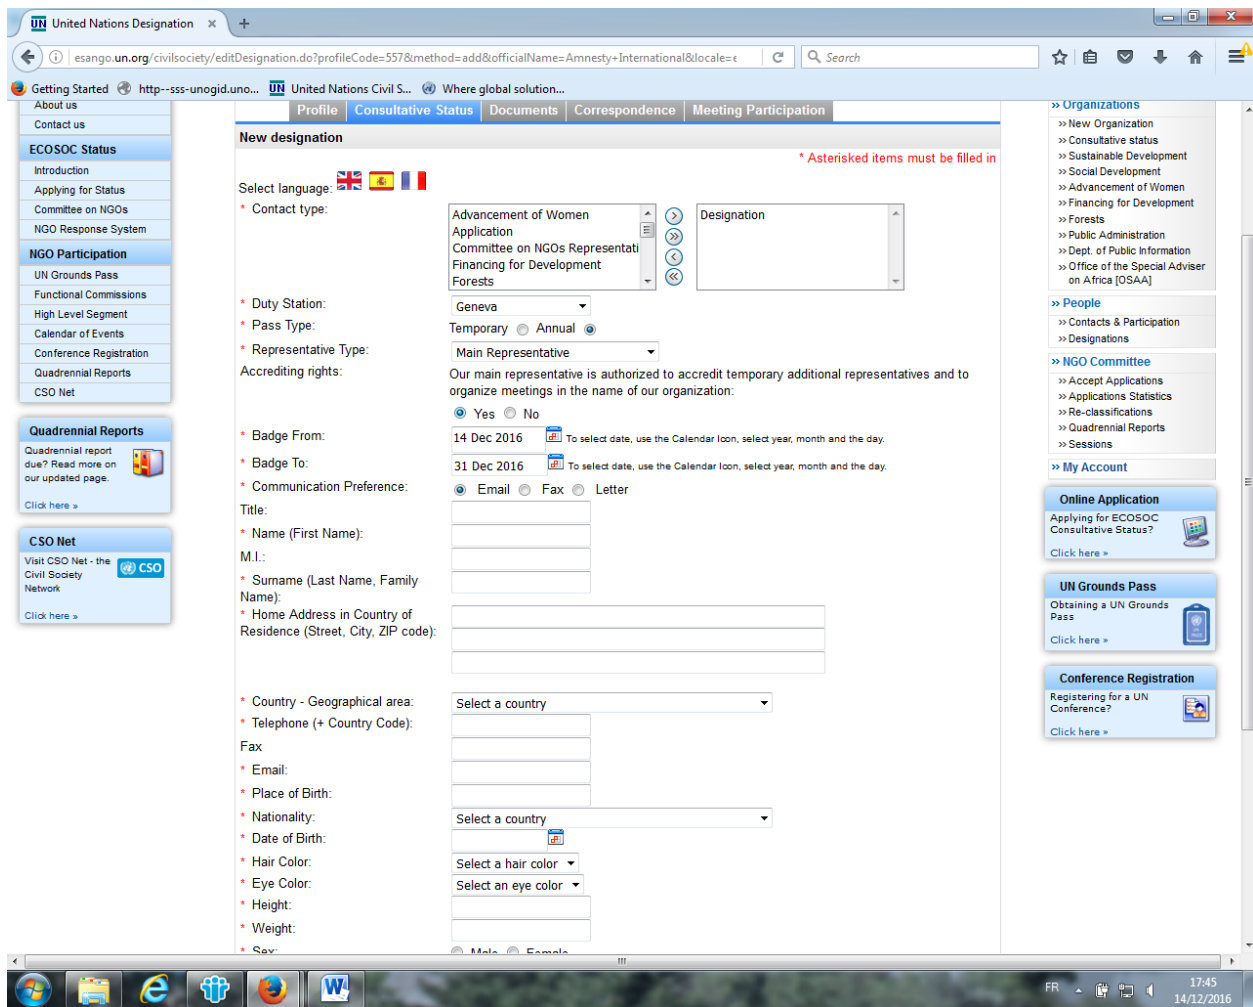 UN United Nations Designation × +
esango.un.org/civilsociety/editDesignation.do?profileCode=557&method=add&officialName=Amnesty+International&locale=e
Search
Getting Started http--sss-unogid.uno... UN United Nations Civil S... Where global solution...
About us
Contact us
ECOSOC Status
Introduction
Applying for Status
Committee on NGOs
NGO Response System
NGO Participation
UN Grounds Pass
Functional Commissions
High Level Segment
Calendar of Events
Conference Registration
Quadrennial Reports
CSO Net
Quadrennial Reports
Quadrennial report
due? Read more on
our updated page.
Click here »
CSO Net
Visit CSO Net - the
Civil Society
Network
CSO
Click here »
Profile Consultative Status Documents Correspondence Meeting Participation
New designation
* Asterisked items must be filled in
Select language:
* Contact type:
Advancement of Women
Application
Committee on NGOs Representati
Financing for Development
Forests
Designation
* Duty Station: Geneva
* Pass Type: Temporary Annual
* Representative Type: Main Representative
Accrediting rights: Our main representative is authorized to accredit temporary additional representatives and to
organize meetings in the name of our organization:
Yes No
* Badge From: 14 Dec 2016 To select date, use the Calendar Icon, select year, month and the day.
* Badge To: 31 Dec 2016 To select date, use the Calendar Icon, select year, month and the day.
* Communication Preference: Email Fax Letter
Title:
* Name (First Name):
M.I.:
* Surname (Last Name, Family
Name):
* Home Address in Country of
Residence (Street, City, ZIP code):
* Country - Geographical area: Select a country
* Telephone (+ Country Code):
Fax
* Email:
* Place of Birth:
* Nationality: Select a country
* Date of Birth:
* Hair Color: Select a hair color
* Eye Color: Select an eye color
* Height:
* Weight:
* Sex: Male Female
» Organizations
» New Organization
» Consultative status
» Sustainable Development
» Social Development
» Advancement of Women
» Financing for Development
» Forests
» Public Administration
» Dept. of Public Information
» Office of the Special Adviser
on Africa [OSAA]
» People
» Contacts & Participation
» Designations
» NGO Committee
» Accept Applications
» Applications Statistics
» Re-classifications
» Quadrennial Reports
» Sessions
» My Account
Online Application
Applying for ECOSOC
Consultative Status?
Click here »
UN Grounds Pass
Obtaining a UN Grounds
Pass
Click here »
Conference Registration
Registering for a UN
Conference?
Click here »
FR 17:45
14/12/2016